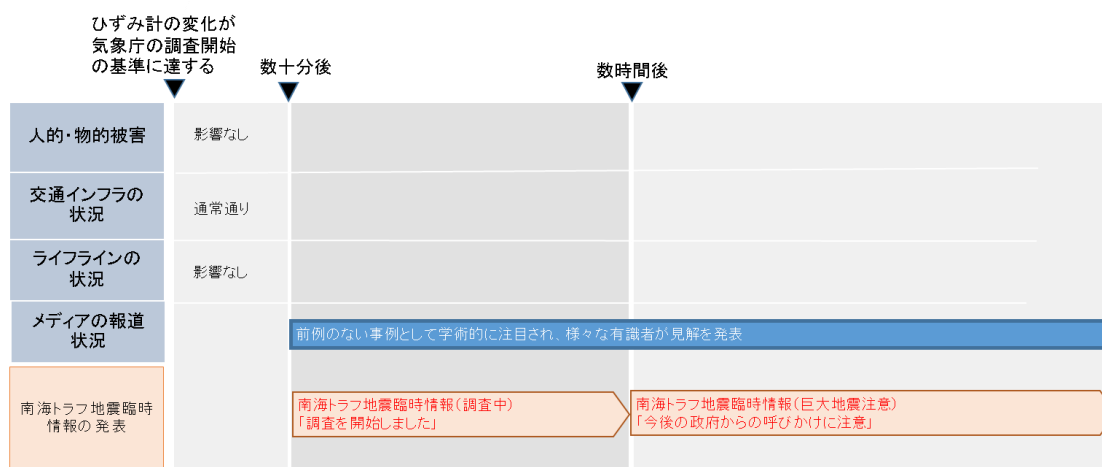 ひずみ計の変化が
気象庁の調査開始
の基準に達する
数十分後
数時間後
人的・物的被害
影響なし
交通インフラの
状況
通常通り
ライフラインの
状況
影響なし
メディアの報道
状況
前例のない事例として学術的に注目され、様々な有識者が見解を発表
南海トラフ地震臨時
情報の発表
南海トラフ地震臨時情報(調査中)
「調査を開始しました」
南海トラフ地震臨時情報(巨大地震注意)
「今後の政府からの呼びかけに注意」